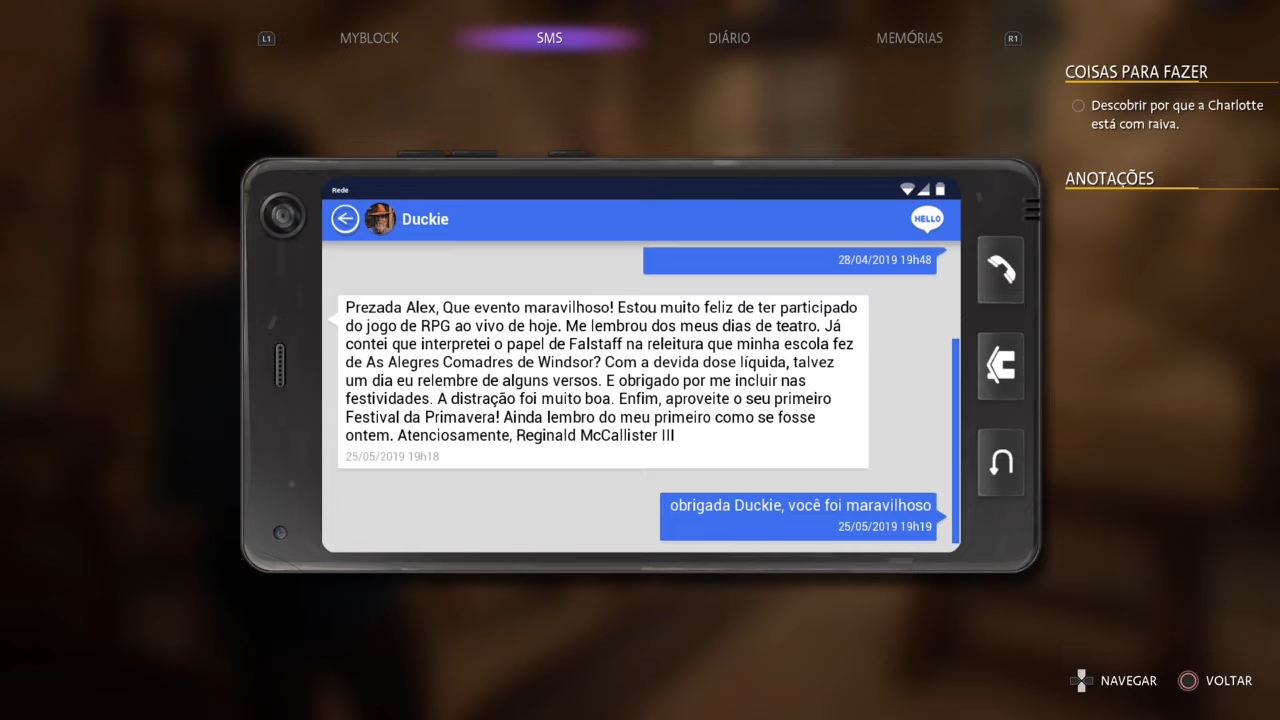 L1
MYBLOCK
SMS
DIÁRIO
MEMÓRIAS
R1
COISAS PARA FAZER
Descobrir por que a Charlotte
está com raiva.
ANOTAÇÕES
Rede
Duckie
HELLO
28/04/2019 19h48
Prezada Alex, Que evento maravilhoso! Estou muito feliz de ter participado
do jogo de RPG ao vivo de hoje. Me lembrou dos meus dias de teatro. Já
contei que interpretei o papel de Falstaff na releitura que minha escola fez
de As Alegres Comadres de Windsor? Com a devida dose líquida, talvez
um dia eu relembre de alguns versos. E obrigado por me incluir nas
festividades. A distração foi muito boa. Enfim, aproveite o seu primeiro
Festival da Primavera! Ainda lembro do meu primeiro como se fosse
ontem. Atenciosamente, Reginald McCallister III
25/05/2019 19h18
obrigada Duckie, você foi maravilhoso
25/05/2019 19h19
NAVEGAR
VOLTAR